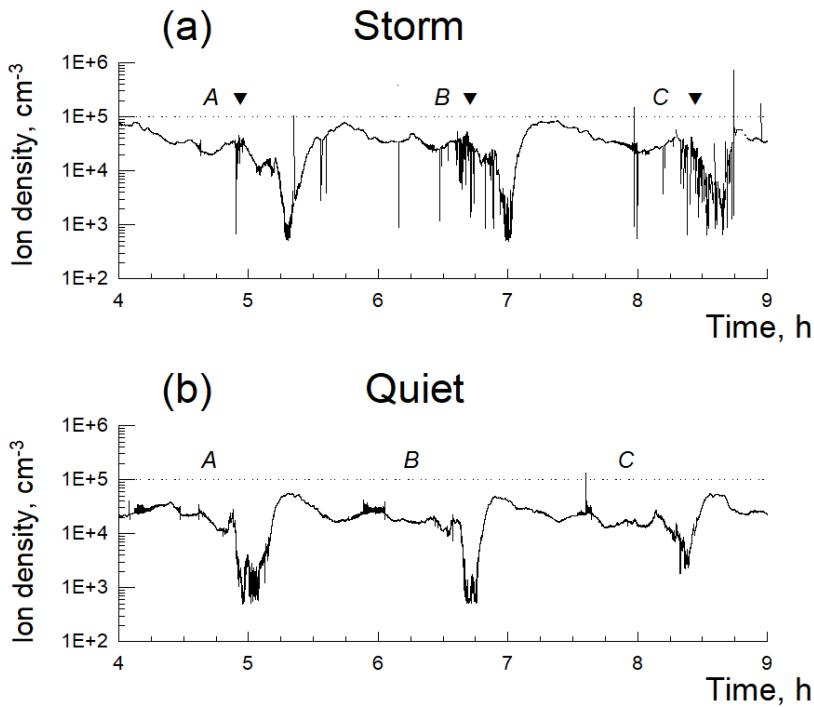 (a) Storm
Ion density, cm-3
1E+6
1E+5
1E+4
1E+3
1E+2
A ▼ B ▼ C ▼
4 5 6 7 8 9
Time, h
(b) Quiet
Ion density, cm-3
1E+6
1E+5
1E+4
1E+3
1E+2
A B C
4 5 6 7 8 9
Time, h